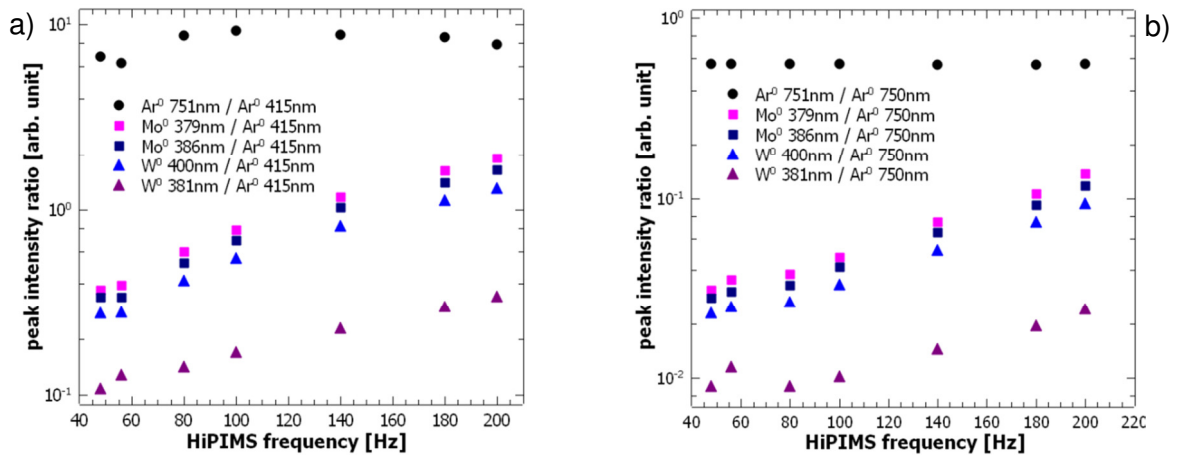 a)
peak intensity ratio [arb. unit]
10¹
10⁰
10⁻¹
Ar⁰ 751nm / Ar⁰ 415nm
Mo⁰ 379nm / Ar⁰ 415nm
Mo⁰ 386nm / Ar⁰ 415nm
W⁰ 400nm / Ar⁰ 415nm
W⁰ 381nm / Ar⁰ 415nm
40 60 80 100 120 140 160 180 200
HiPIMS frequency [Hz]
b)
peak intensity ratio [arb. unit]
10⁰
10⁻¹
10⁻²
Ar⁰ 751nm / Ar⁰ 750nm
Mo⁰ 379nm / Ar⁰ 750nm
Mo⁰ 386nm / Ar⁰ 750nm
W⁰ 400nm / Ar⁰ 750nm
W⁰ 381nm / Ar⁰ 750nm
40 60 80 100 120 140 160 180 200 220
HiPIMS frequency [Hz]